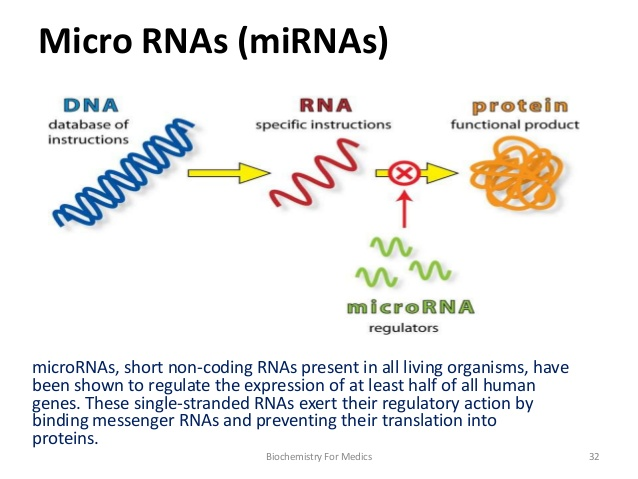 Micro RNAs (miRNAs)
DNA
database of
instructions
RNA
specific instructions
protein
functional product
microRNA
regulators
microRNAs, short non-coding RNAs present in all living organisms, have
been shown to regulate the expression of at least half of all human
genes. These single-stranded RNAs exert their regulatory action by
binding messenger RNAs and preventing their translation into
proteins.
Biochemistry For Medics
32